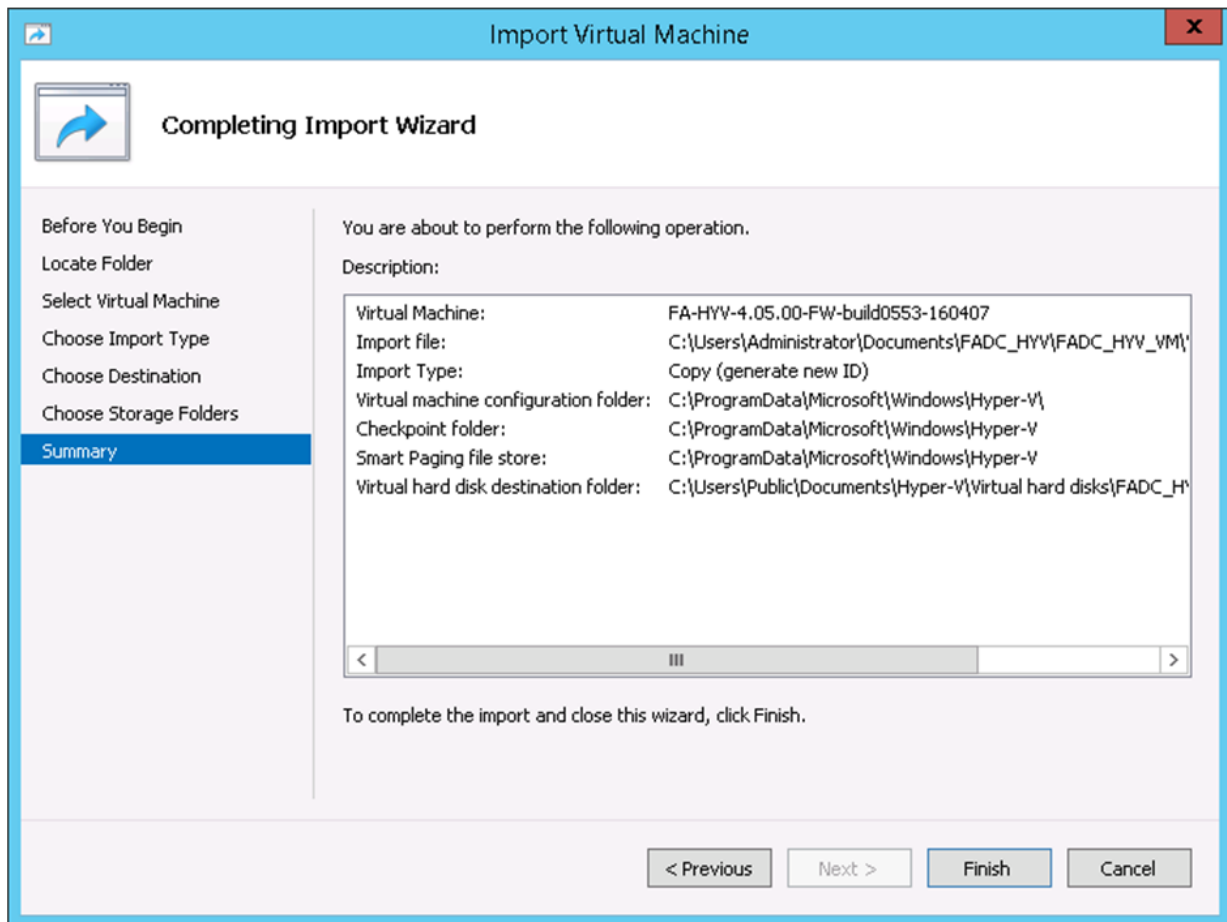 Import Virtual Machine
X
Completing Import Wizard
Before You Begin
Locate Folder
Select Virtual Machine
Choose Import Type
Choose Destination
Choose Storage Folders
Summary
You are about to perform the following operation.
Description:
Virtual Machine: FA-HYV-4.05.00-FW-build0553-160407
Import file: C:\Users\Administrator\Documents\FADC_HYV\FADC_HYV_VM\
Import Type: Copy (generate new ID)
Virtual machine configuration folder: C:\ProgramData\Microsoft\Windows\Hyper-V\
Checkpoint folder: C:\ProgramData\Microsoft\Windows\Hyper-V
Smart Paging file store: C:\ProgramData\Microsoft\Windows\Hyper-V
Virtual hard disk destination folder: C:\Users\Public\Documents\Hyper-V\Virtual hard disks\FADC_H
To complete the import and close this wizard, click Finish.
< Previous Next > Finish Cancel